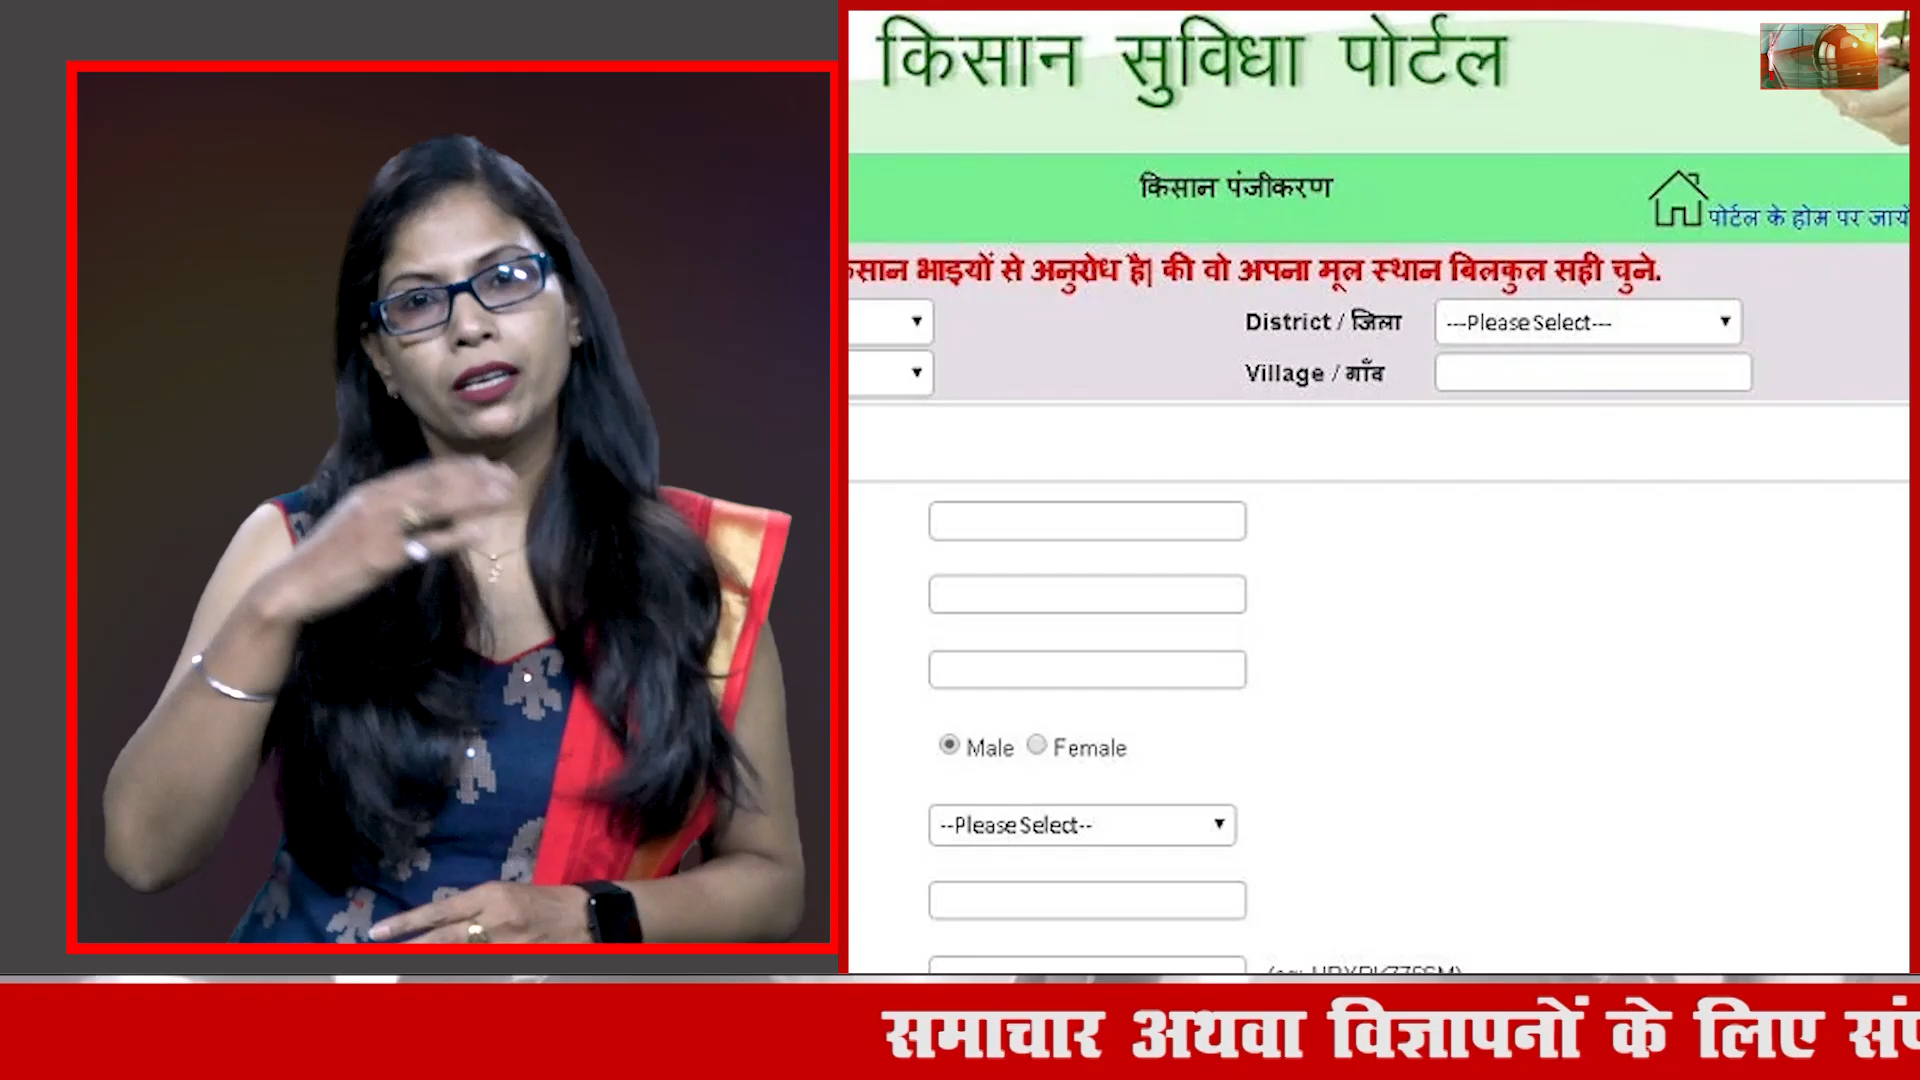 किसान सुविधा पोर्टल
किसान पंजीकरण
पोर्टल के होम पर जायें
किसान भाइयों से अनुरोध है| की वो अपना मूल स्थान बिलकुल सही चुने.
District / जिला
---Please Select---
Village / गाँव
Male
Female
--Please Select--
समाचार अथवा विज्ञापनों के लिए